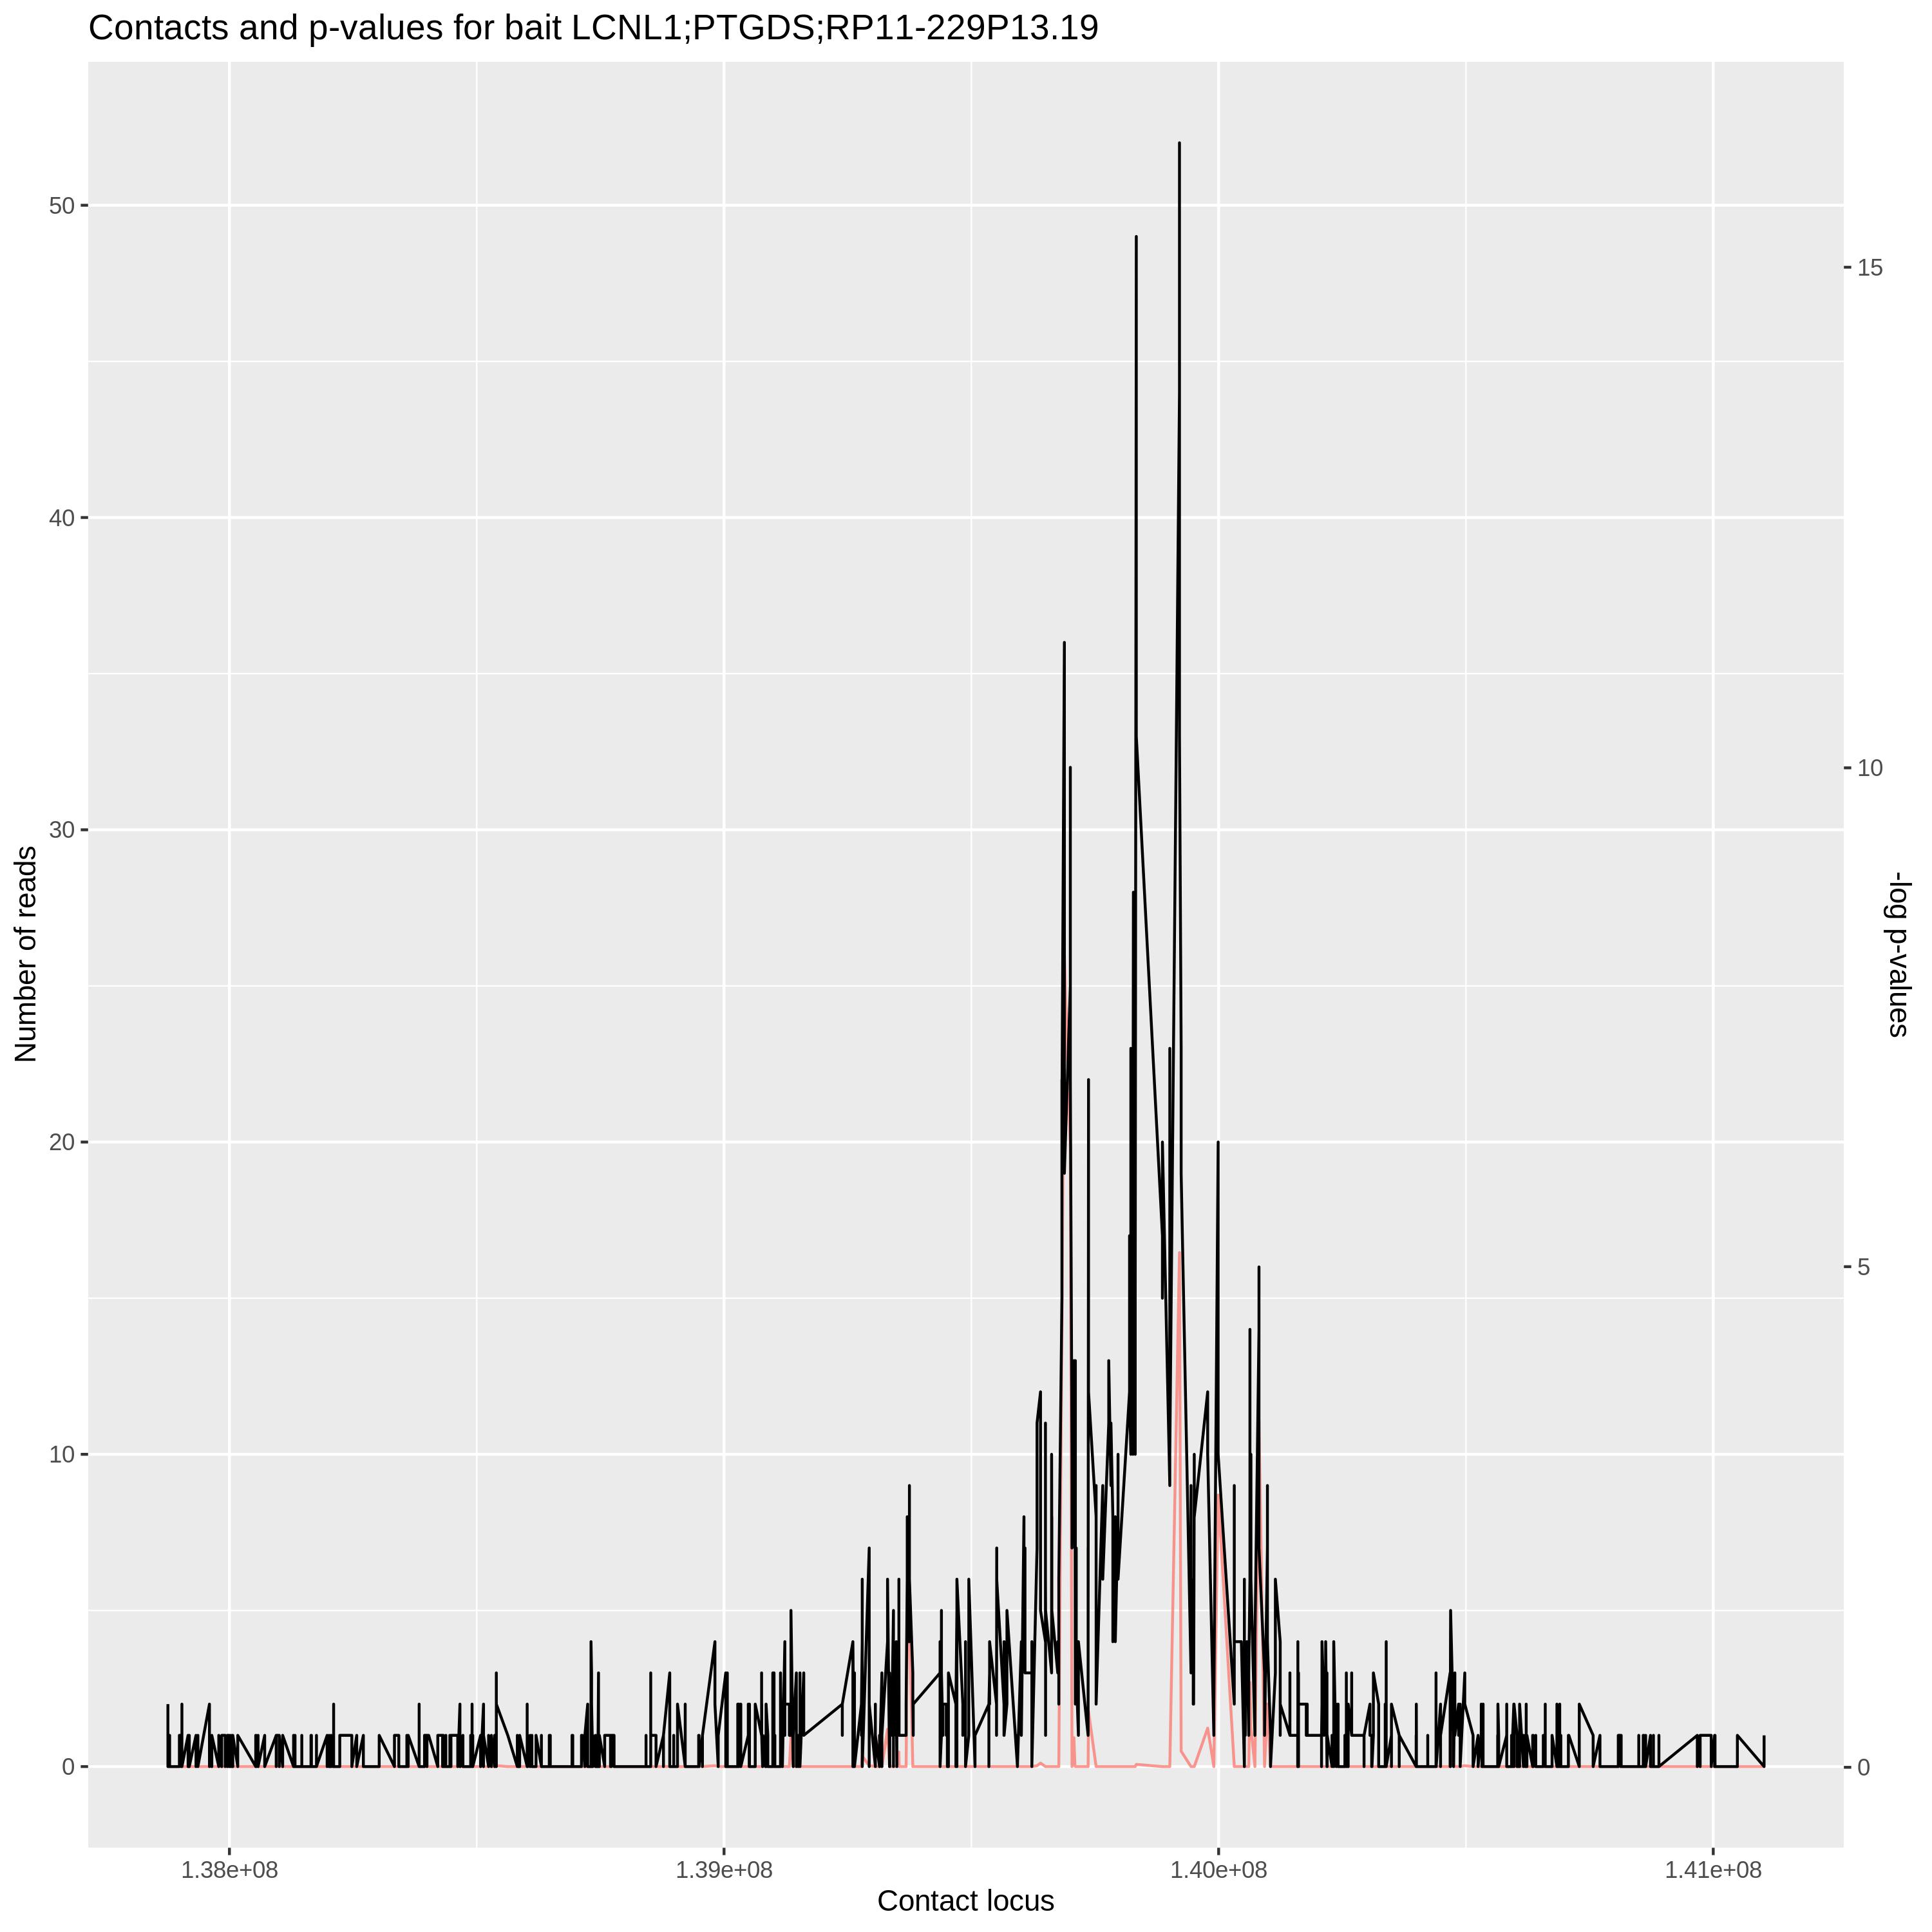 Contacts and p-values for bait LCNL1;PTGDS;RP11-229P13.19
50
40
30
20
10
0
Number of reads
15
10
5
0
-log p-values
1.38e+08
1.39e+08
1.40e+08
1.41e+08
Contact locus